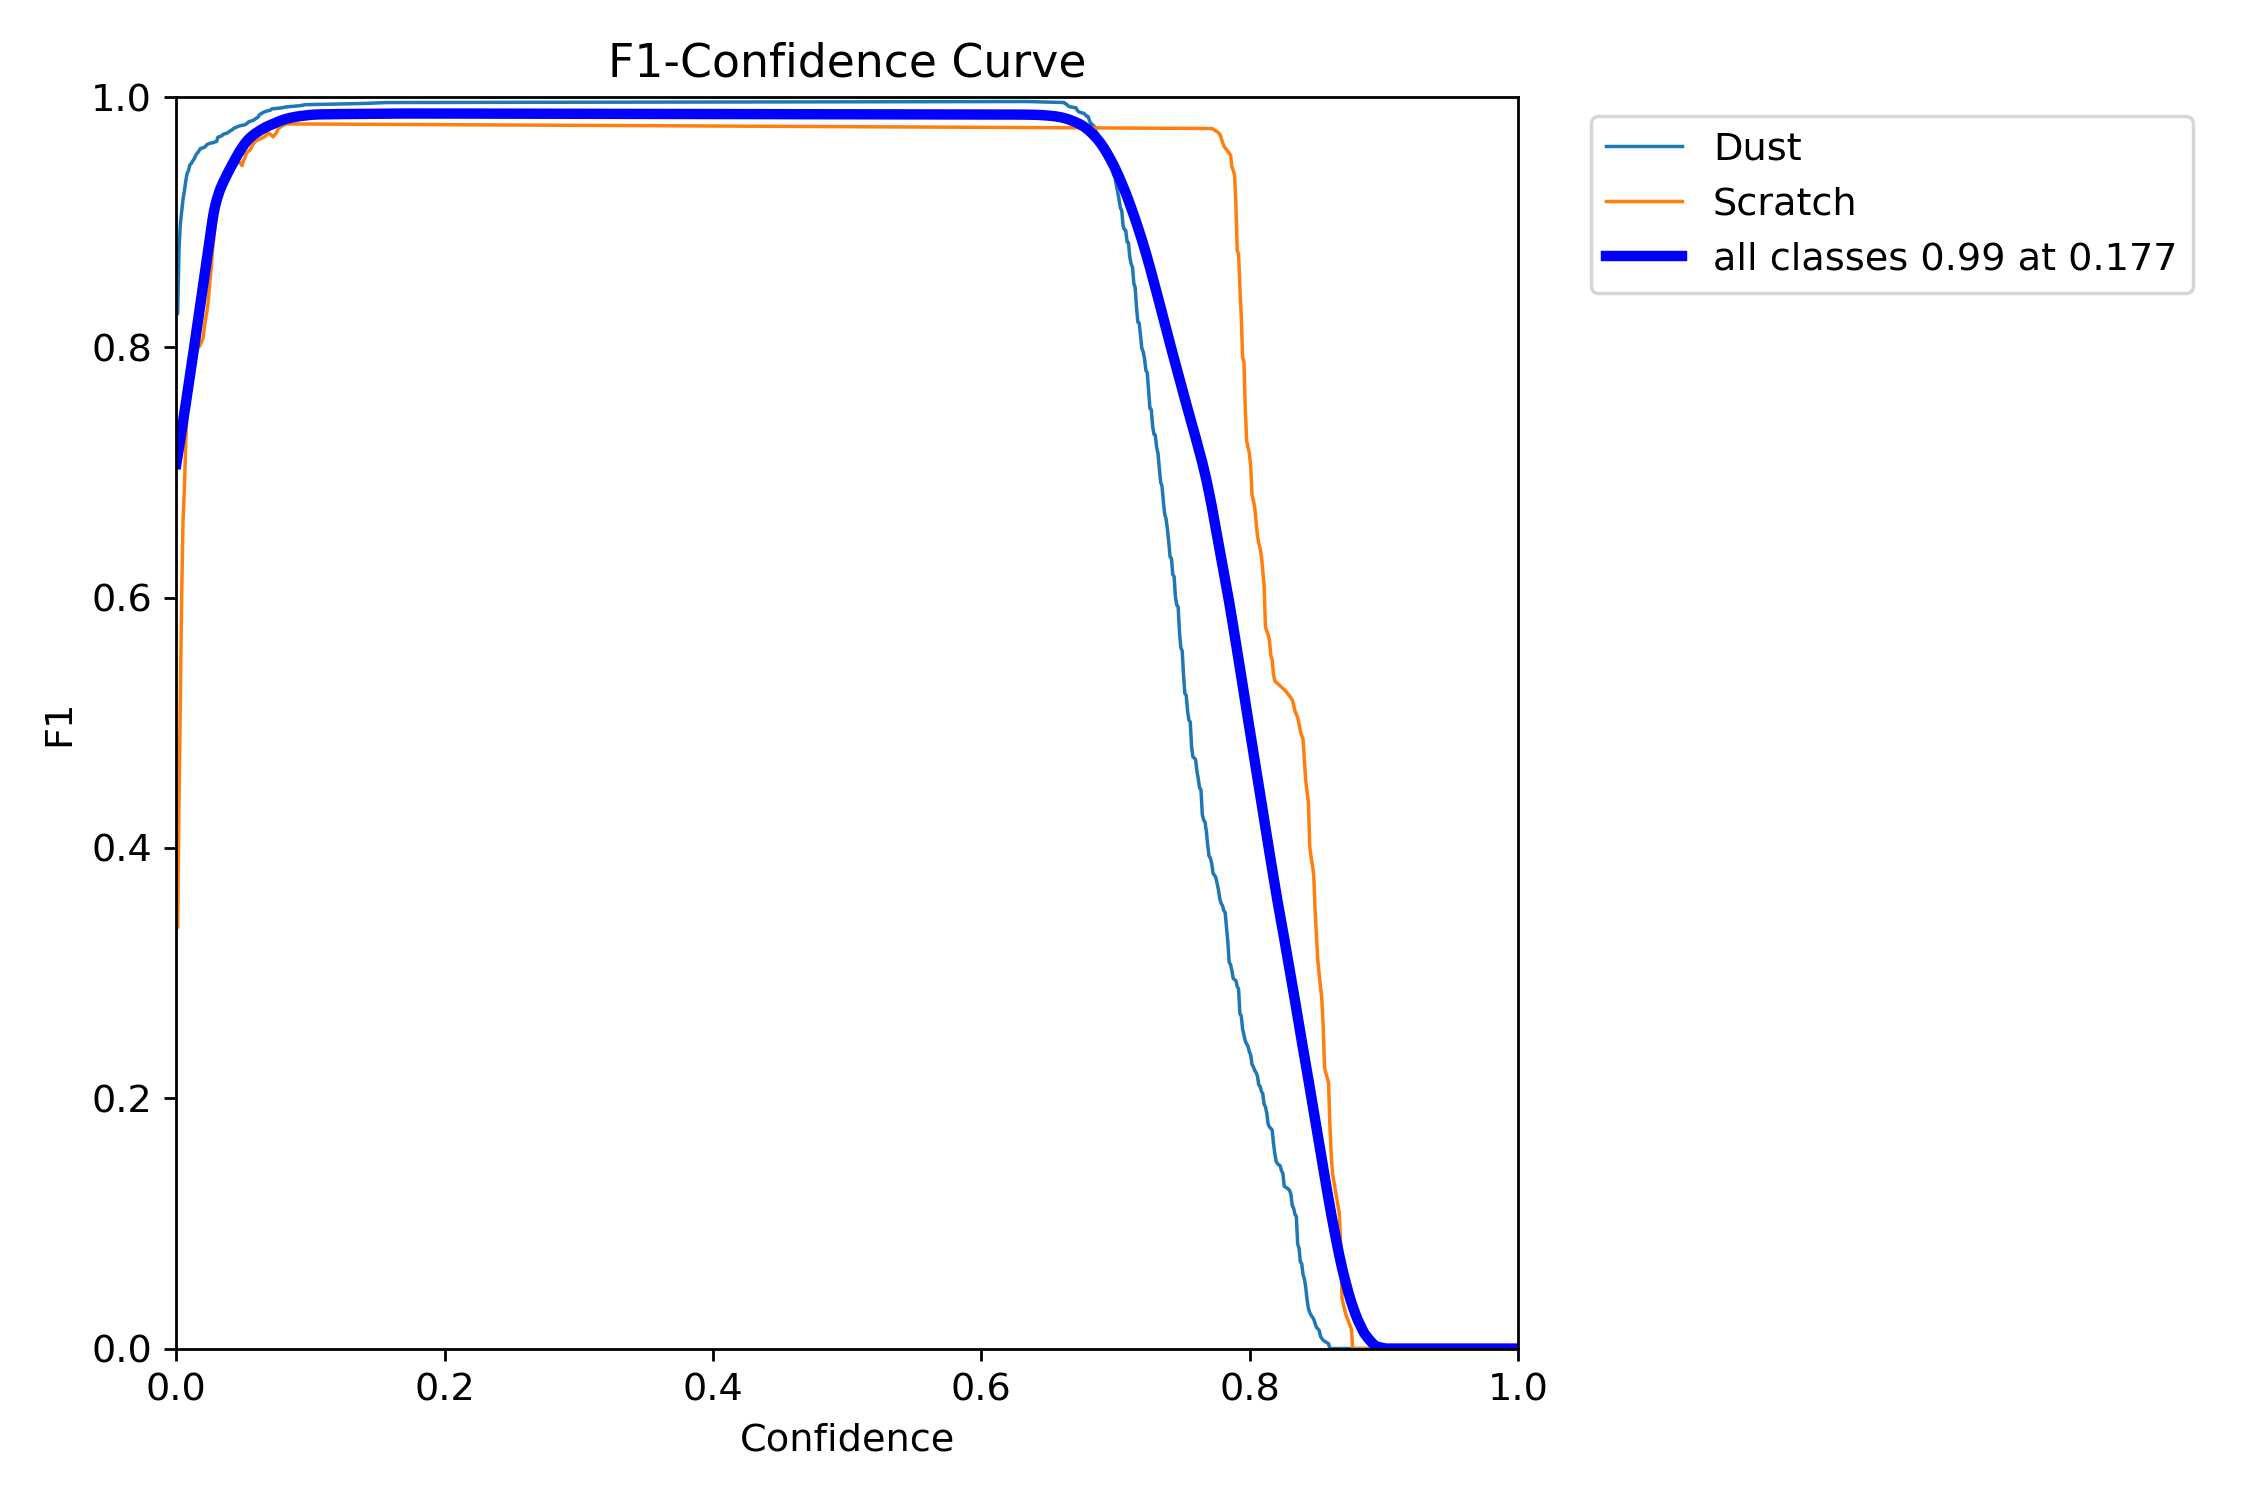 F1-Confidence Curve
1.0
0.8
0.6
0.4
0.2
0.0
F1
0.0 0.2 0.4 0.6 0.8 1.0
Confidence
Dust
Scratch
all classes 0.99 at 0.177